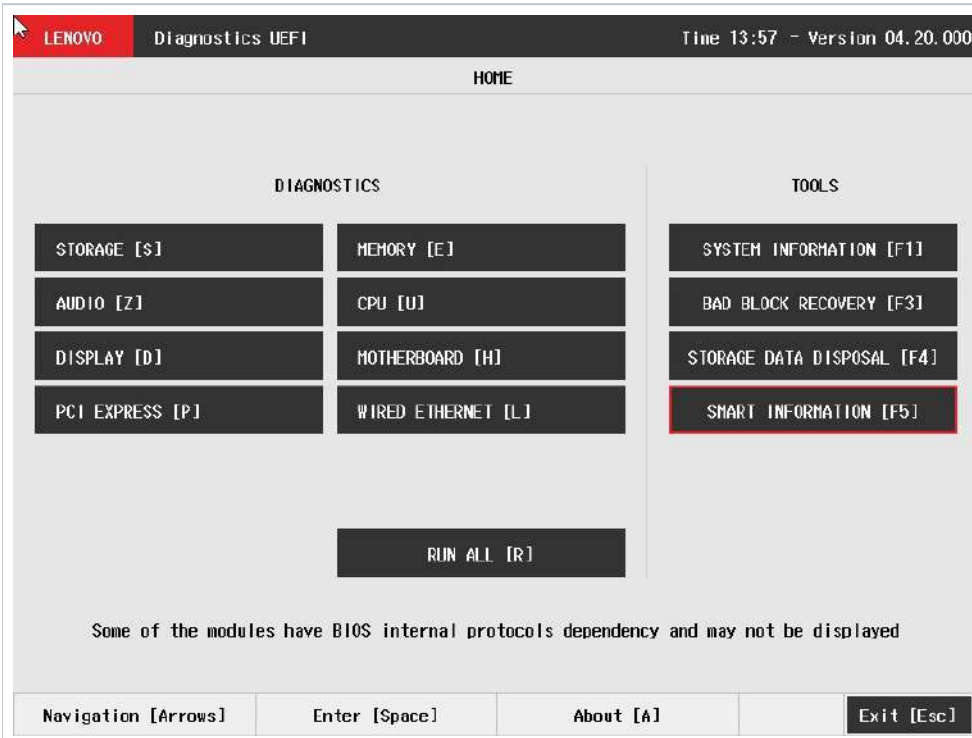 LENOVO Diagnostics UEFI Time 13:57 - Version 04.20.000
HOME
DIAGNOSTICS
TOOLS
STORAGE [S]
MEMORY [E]
SYSTEM INFORMATION [F1]
AUDIO [Z]
CPU [U]
BAD BLOCK RECOVERY [F3]
DISPLAY [D]
MOTHERBOARD [H]
STORAGE DATA DISPOSAL [F4]
PCI EXPRESS [P]
WIRED ETHERNET [L]
SMART INFORMATION [F5]
RUN ALL [R]
Some of the modules have BIOS internal protocols dependency and may not be displayed
Navigation [Arrows]
Enter [Space]
About [A]
Exit [Esc]